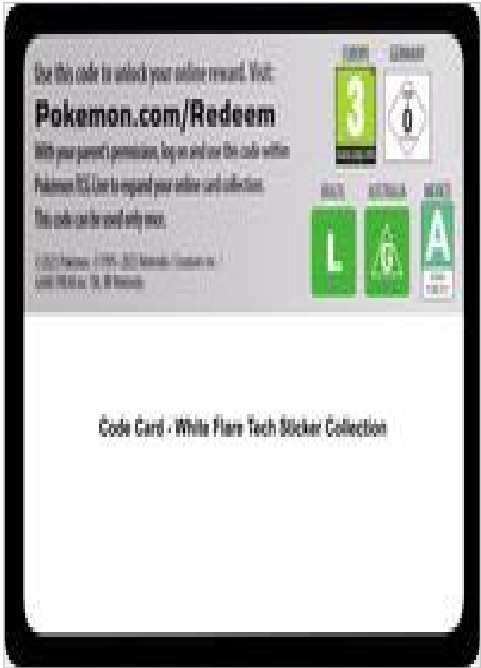 Use this code to unlock your online reward. Visit:
Pokemon.com/Redeem
With your parent's permission, log on and use this code within
Pokémon TCG Live to expand your online card collection.
This code can be used only once.
EUROPE GERMANY
3
0
BRAZIL AUSTRALIA MEXICO
L
G
A
Code Card - White Flare Tech Sticker Collection